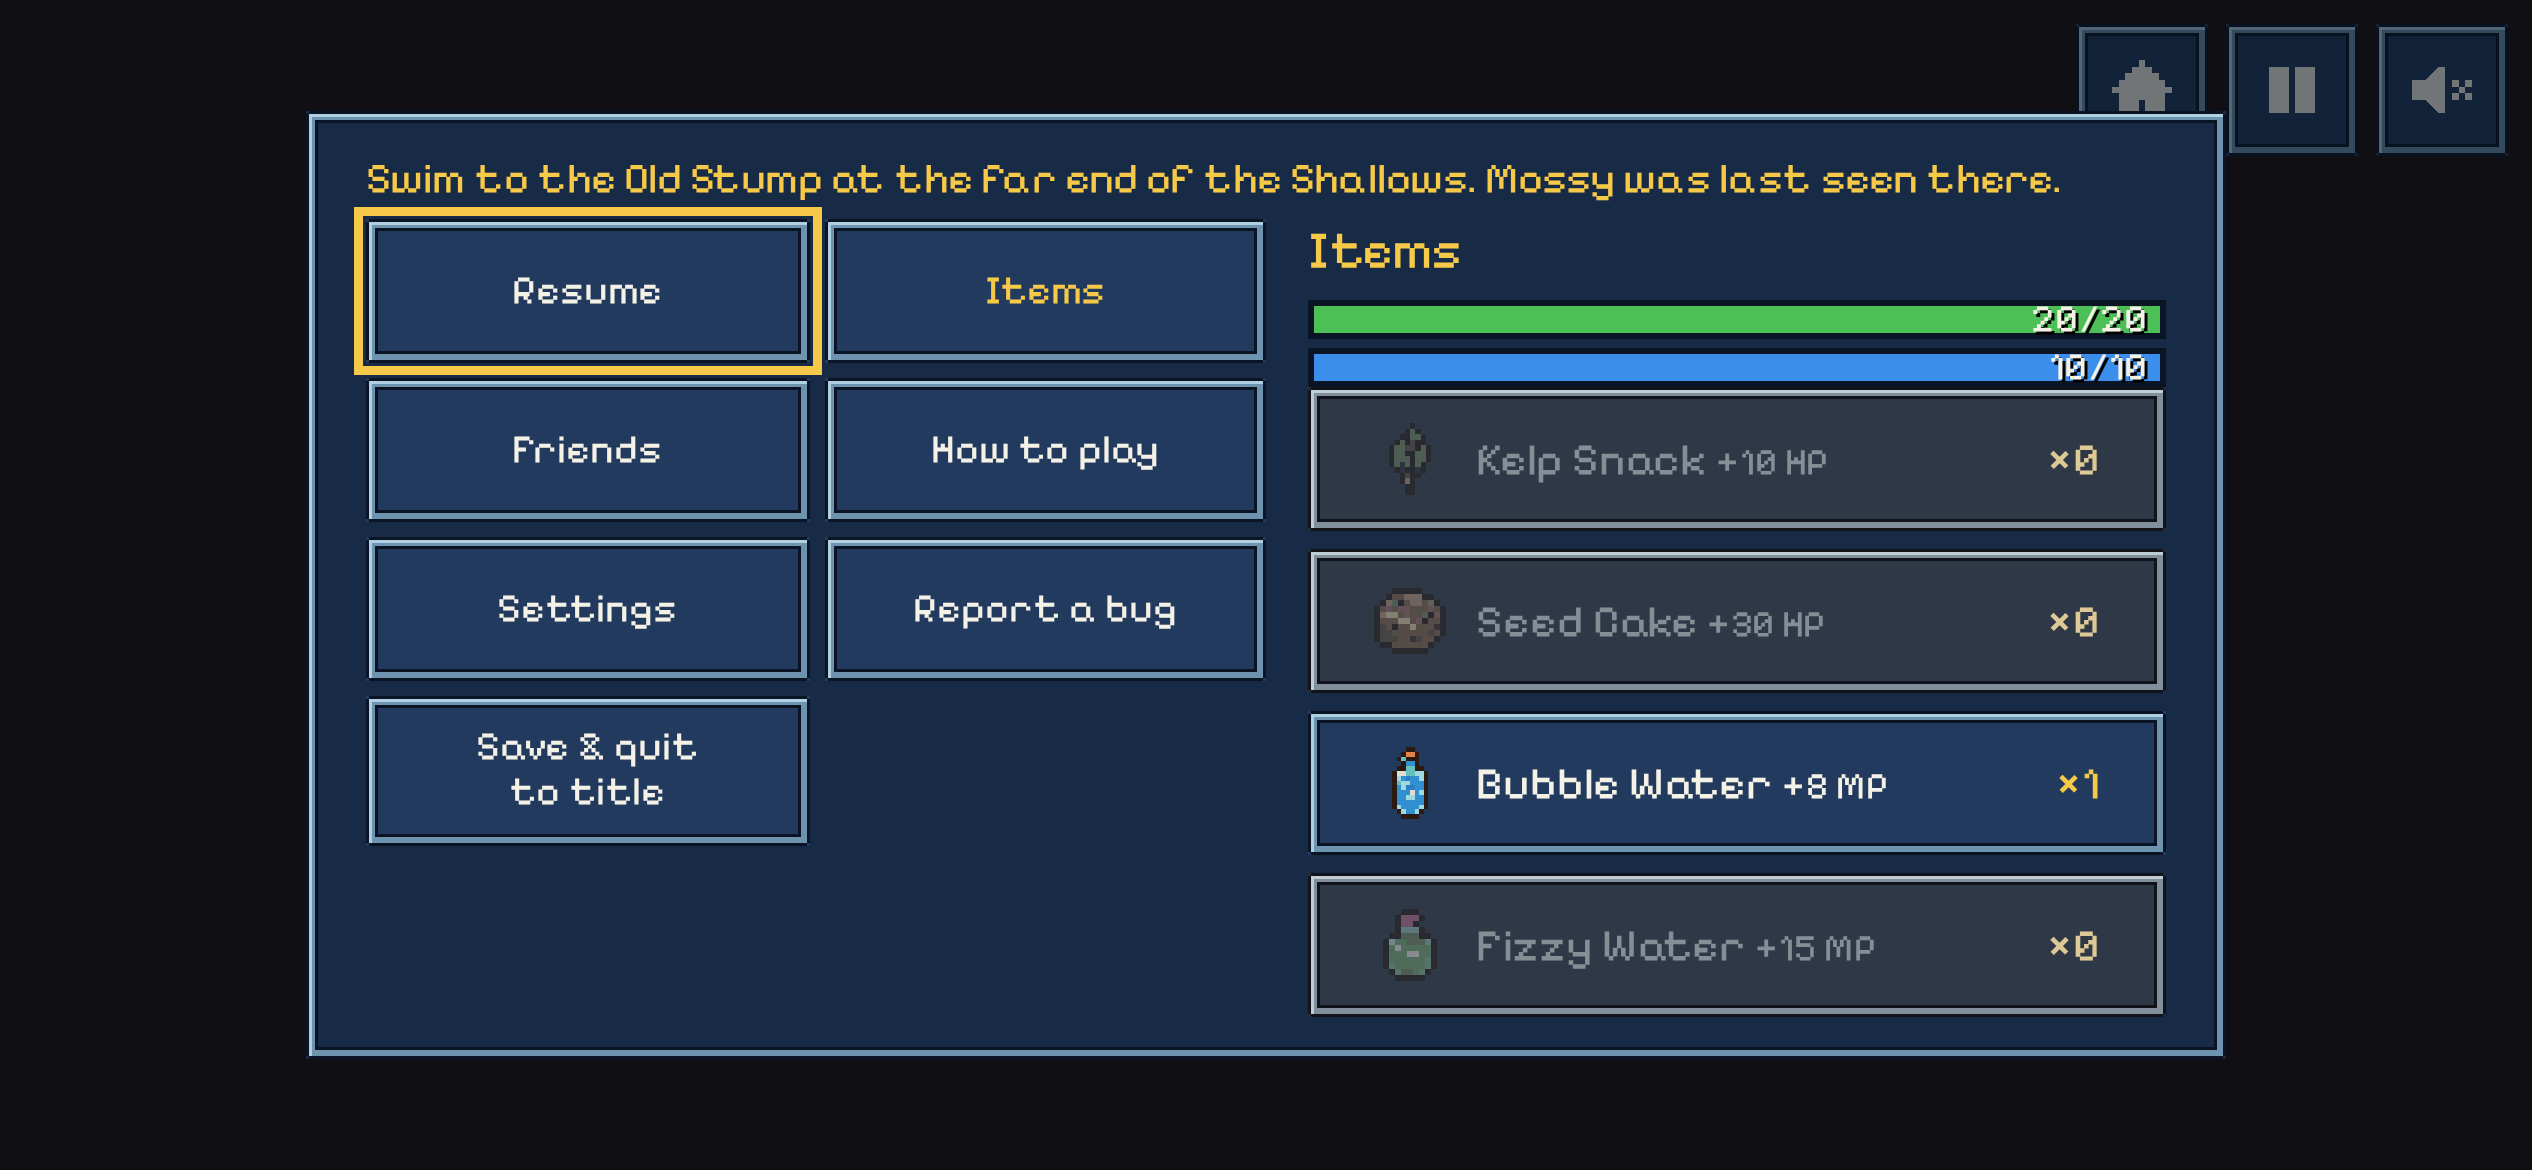 Swim to the Old Stump at the far end of the Shallows. Mossy was last seen there.
Resume
Items
Friends
How to play
Settings
Report a bug
Save & quit
to title
Items
20/20
10/10
Kelp Snack +10 HP ×0
Seed Cake +30 HP ×0
Bubble Water +8 MP ×1
Fizzy Water +15 MP ×0